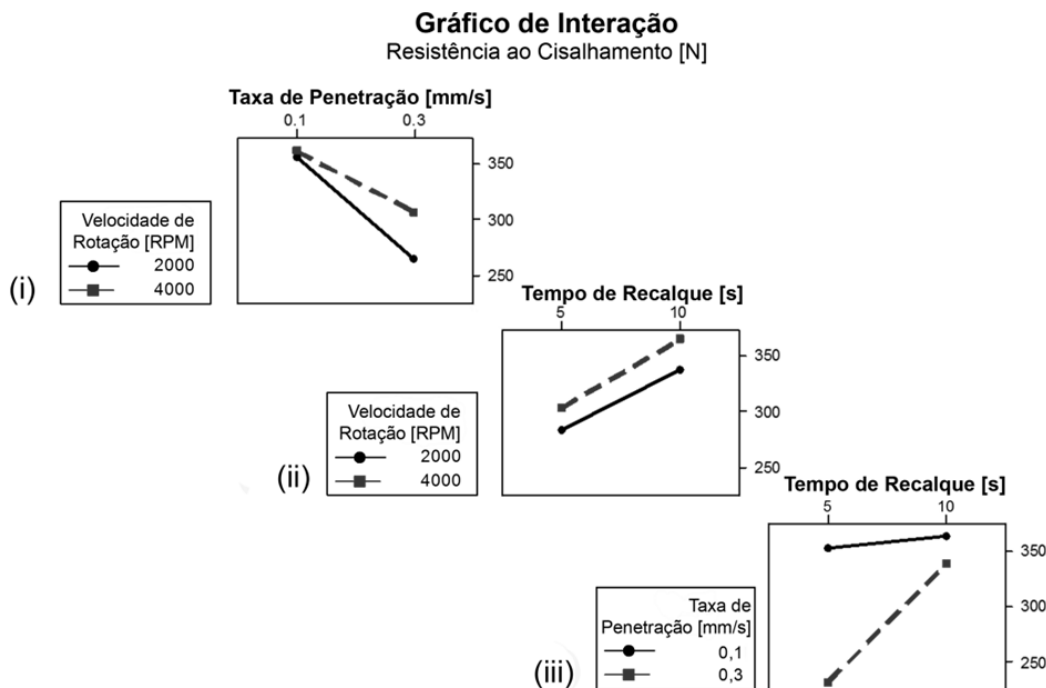 Gráfico de Interação
Resistência ao Cisalhamento [N]
Taxa de Penetração [mm/s]
0.1 0.3
350
300
250
Velocidade de
Rotação [RPM]
2000
4000
(i)
Tempo de Recalque [s]
5 10
350
300
250
Velocidade de
Rotação [RPM]
2000
4000
(ii)
Tempo de Recalque [s]
5 10
350
300
250
Taxa de
Penetração [mm/s]
0,1
0,3
(iii)